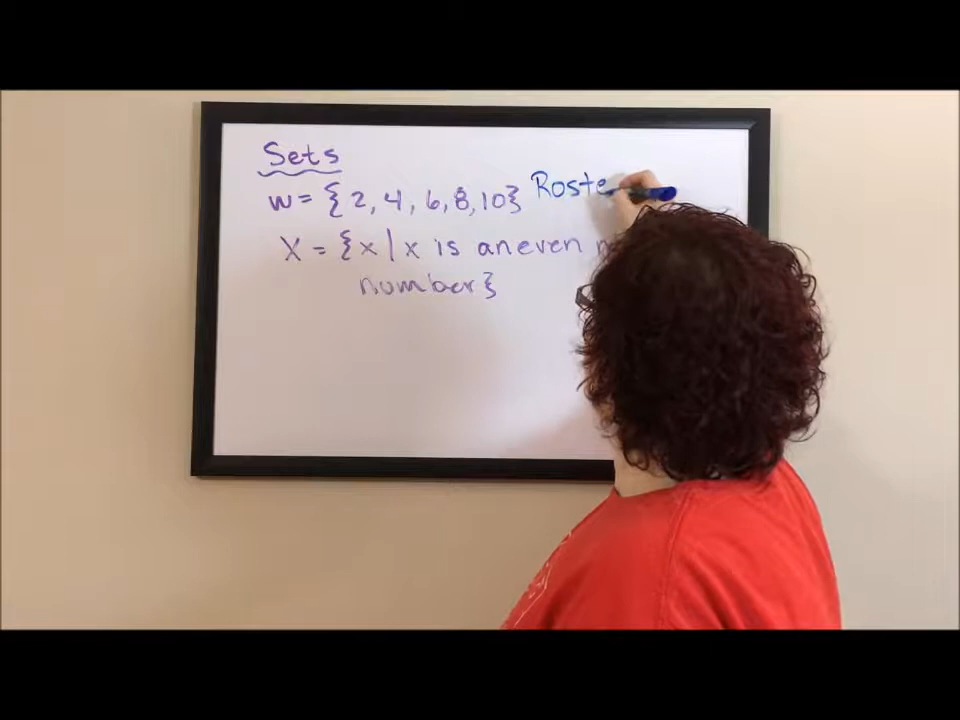 Sets
W = {2, 4, 6, 8, 10} Roste
X = {x | x is an even
number}